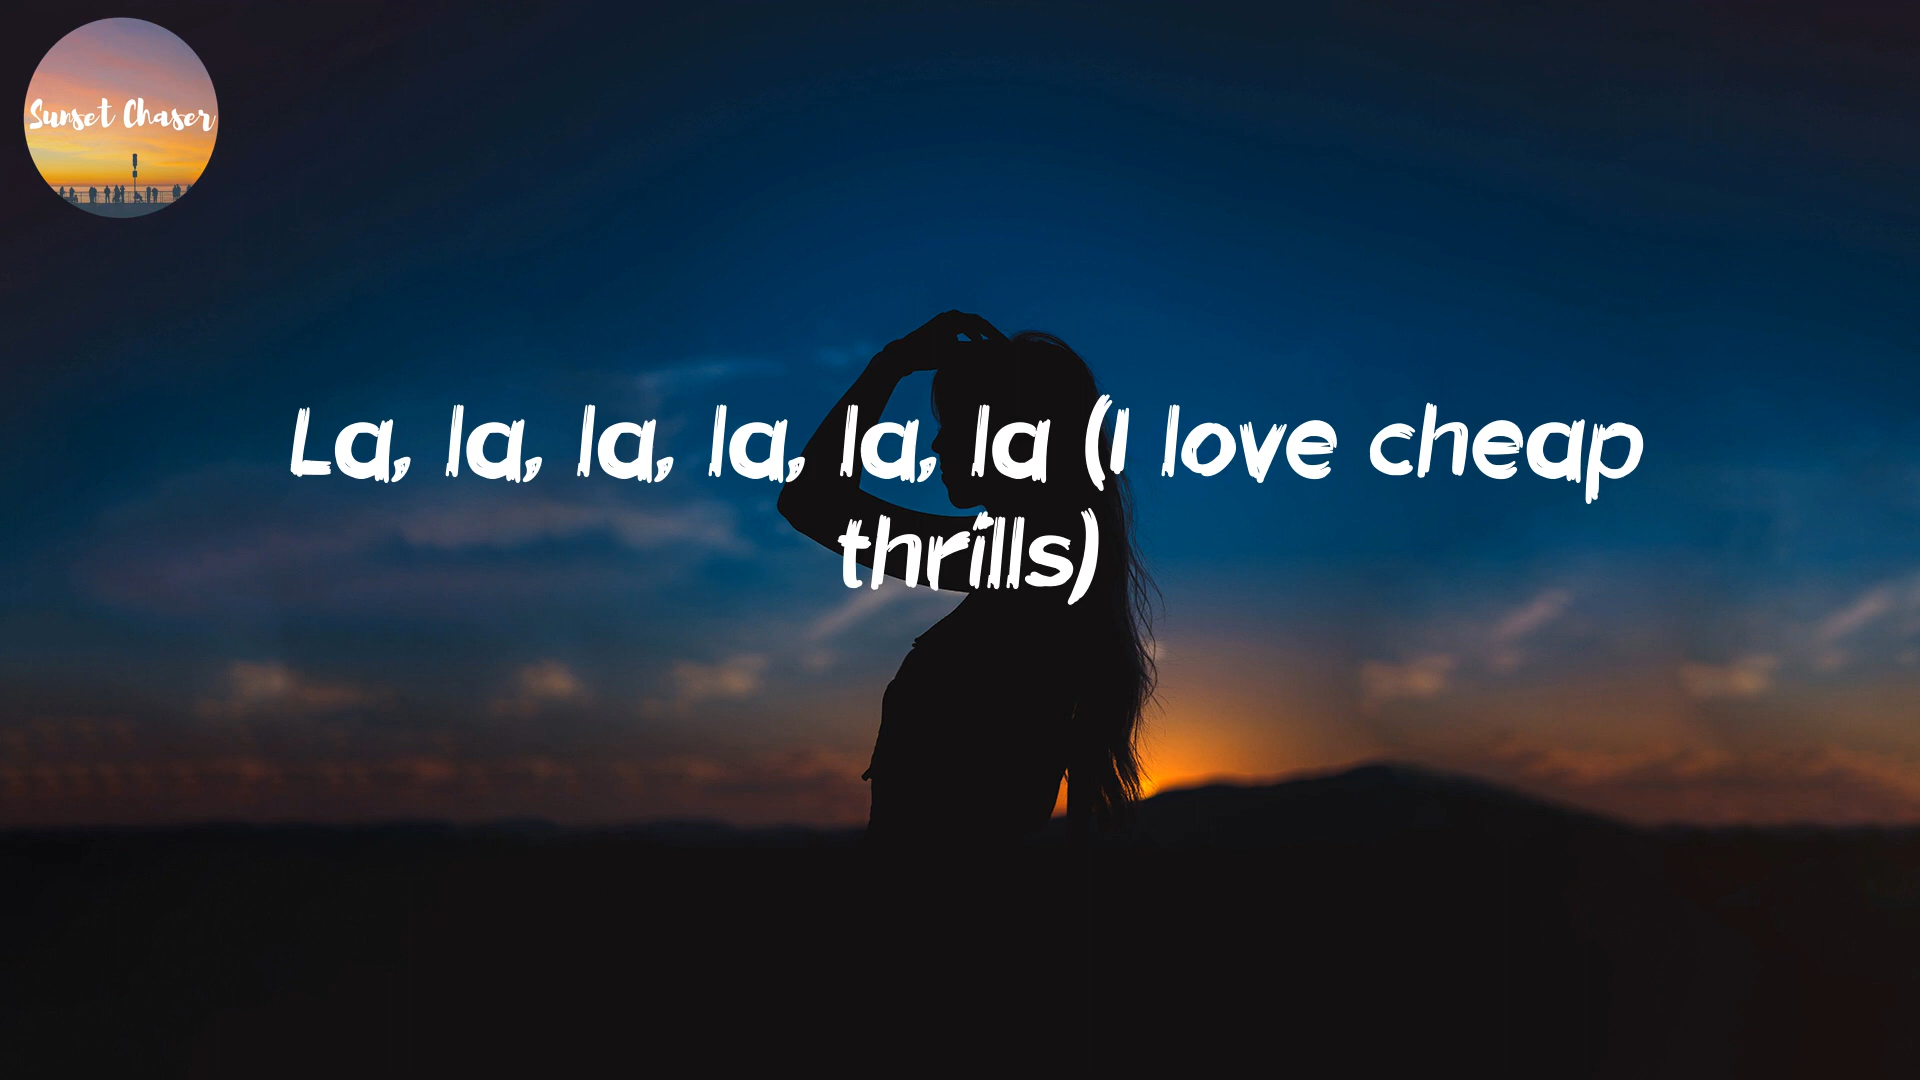 Sunset Chaser
La, la, la, la, la, la (I love cheap
thrills)